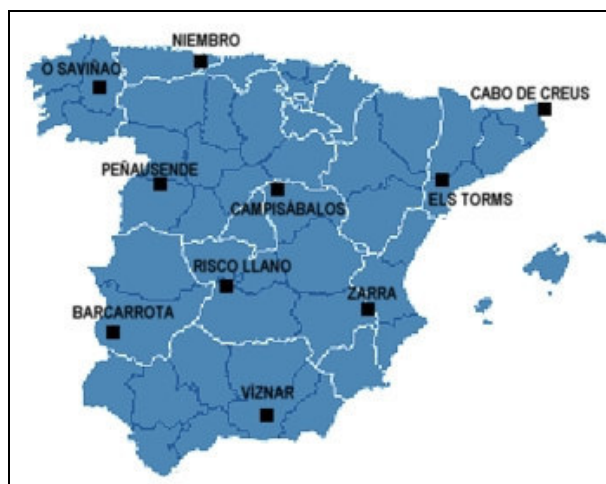 NIEMBRO
O SAVIÑAO
CABO DE CREUS
PEÑAUSENDE
CAMPISÁBALOS
ELS TORMS
RISCO LLANO
ZARRA
BARCARROTA
VÍZNAR